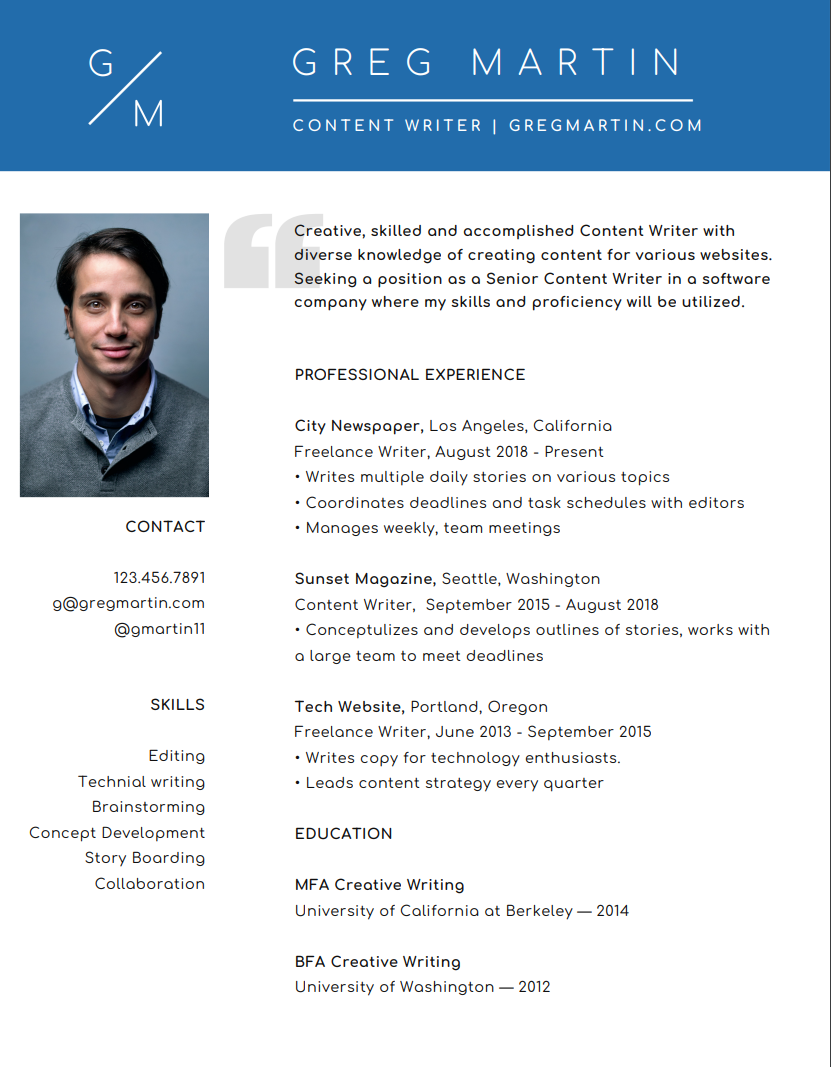 G
M
GREG MARTIN
CONTENT WRITER | GREGMARTIN.COM
Creative, skilled and accomplished Content Writer with
diverse knowledge of creating content for various websites.
Seeking a position as a Senior Content Writer in a software
company where my skills and proficiency will be utilized.
CONTACT
123.456.7891
g@gregmartin.com
@gmartin11
SKILLS
Editing
Technial writing
Brainstorming
Concept Development
Story Boarding
Collaboration
PROFESSIONAL EXPERIENCE
City Newspaper, Los Angeles, California
Freelance Writer, August 2018 - Present
• Writes multiple daily stories on various topics
• Coordinates deadlines and task schedules with editors
• Manages weekly, team meetings
Sunset Magazine, Seattle, Washington
Content Writer,  September 2015 - August 2018
• Conceptulizes and develops outlines of stories, works with
a large team to meet deadlines
Tech Website, Portland, Oregon
Freelance Writer, June 2013 - September 2015
• Writes copy for technology enthusiasts.
• Leads content strategy every quarter
EDUCATION
MFA Creative Writing
University of California at Berkeley — 2014
BFA Creative Writing
University of Washington — 2012